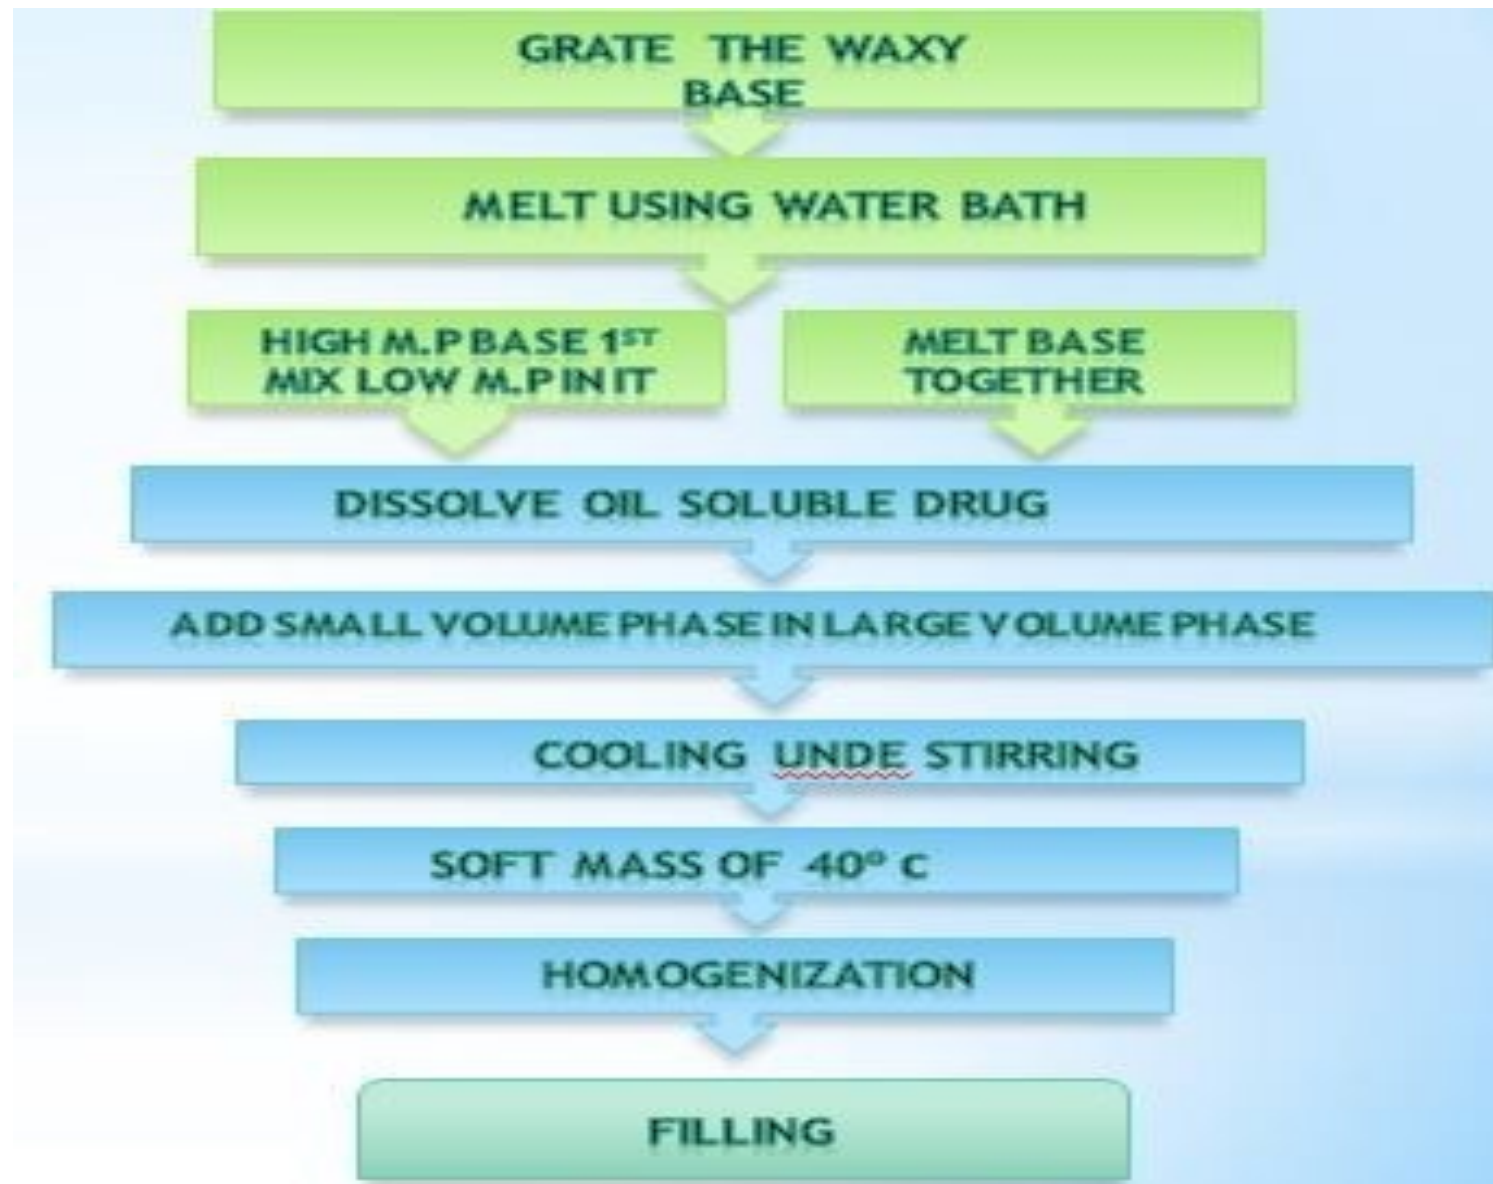 GRATE THE WAXY
BASE
MELT USING WATER BATH
HIGH M.P BASE 1ST
MIX LOW M.P IN IT
MELT BASE
TOGETHER
DISSOLVE OIL SOLUBLE DRUG
ADD SMALL VOLUME PHASE IN LARGE VOLUME PHASE
COOLING UNDE STIRRING
SOFT MASS OF 40° C
HOMOGENIZATION
FILLING